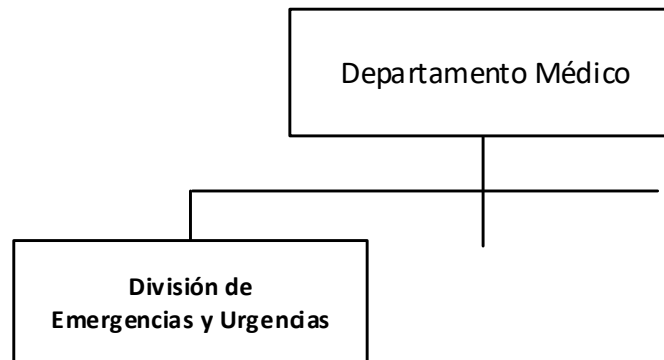 Departamento Médico
División de
Emergencias y Urgencias